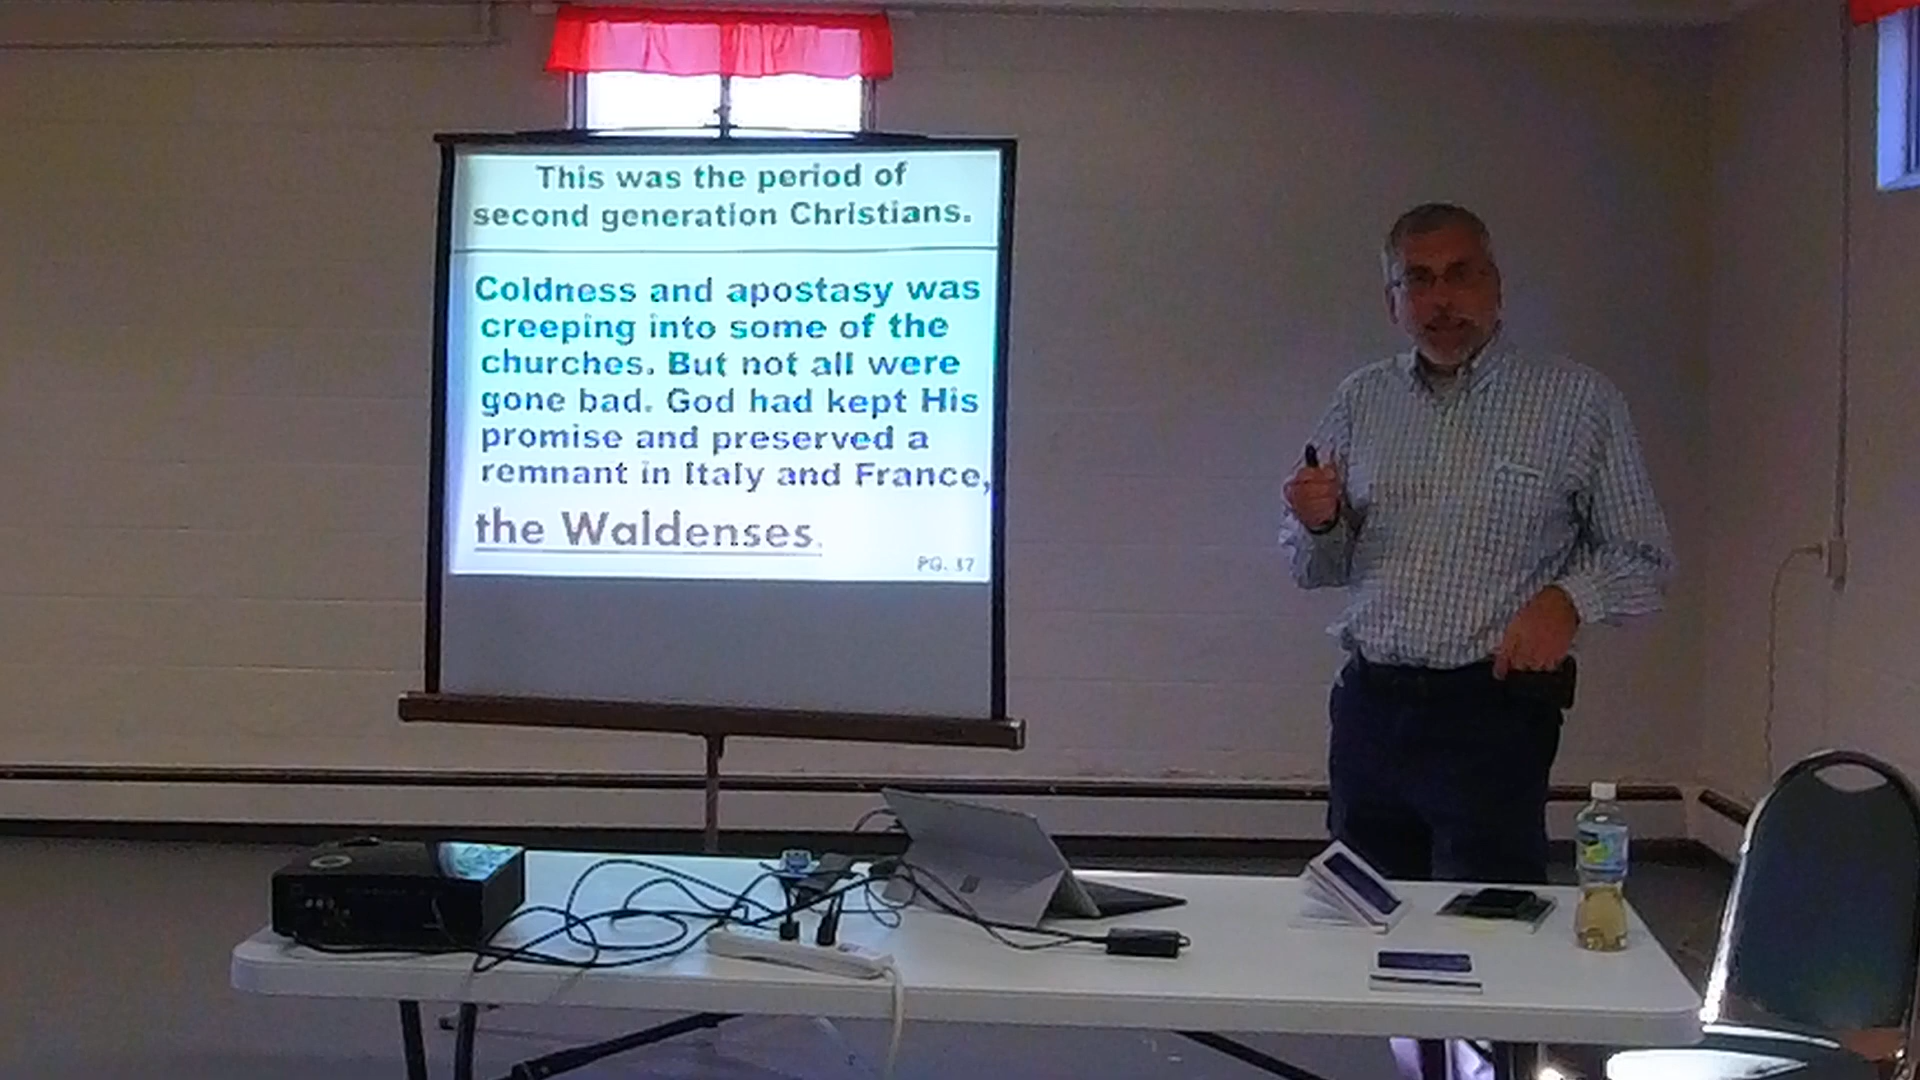 This was the period of
second generation Christians.
Coldness and apostasy was
creeping into some of the
churches. But not all were
gone bad. God had kept His
promise and preserved a
remnant in Italy and France,
the Waldenses.
PG. 37